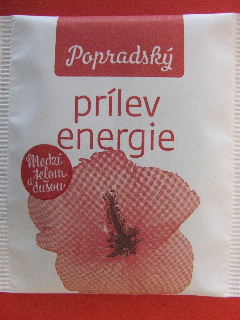 Popradský
prílev
energie
Medzi
telom
a
dušou